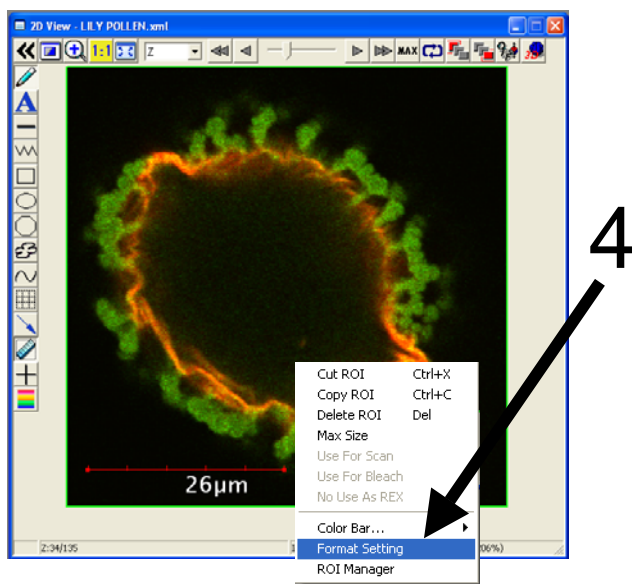 2D View - LILY POLLEN.xml
1:1 Z MAX 3D
A
4
Cut ROI Ctrl+X
Copy ROI Ctrl+C
Delete ROI Del
Max Size
Use For Scan
Use For Bleach
No Use As REX
26µm
Color Bar...
Z:34/135
Format Setting
ROI Manager